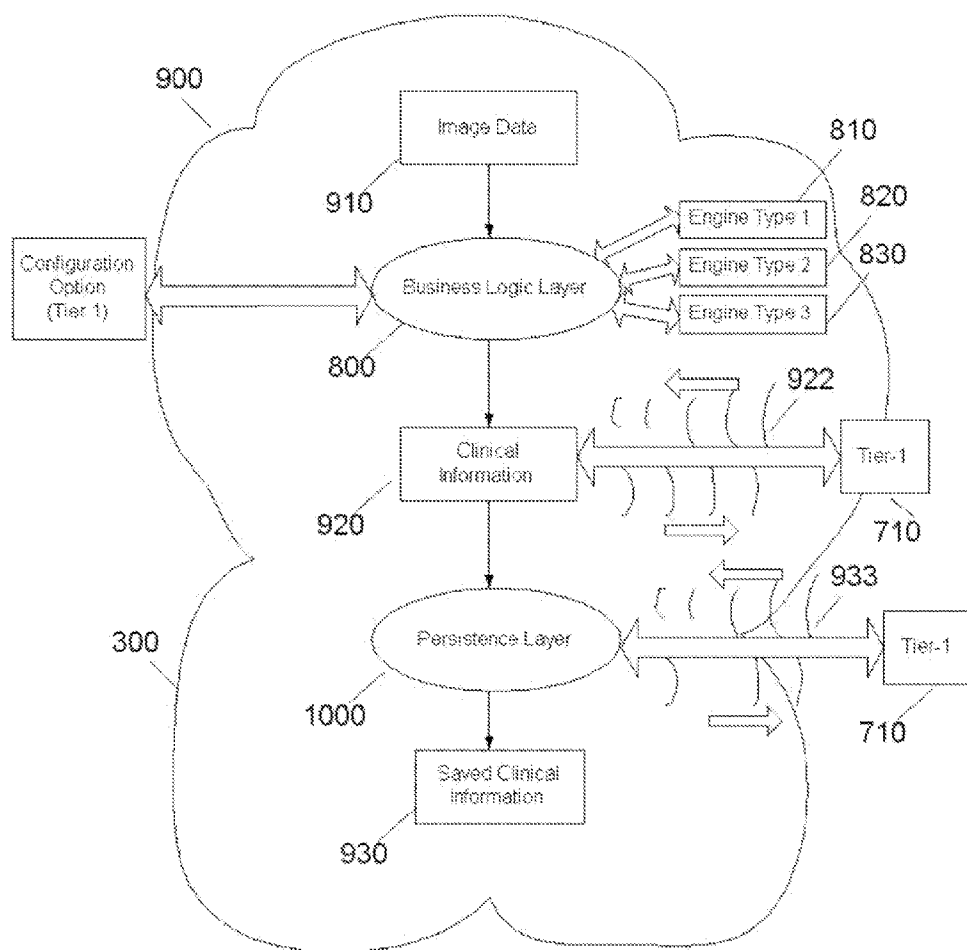 900
Image Data
910
810
Engine Type 1
820
Engine Type 2
830
Engine Type 3
Configuration
Option
(Tier 1)
Business Logic Layer
800
922
Clinical
Information
920
Tier-1
710
933
300
Persistence Layer
1000
Tier-1
710
Saved Clinical
Information
930